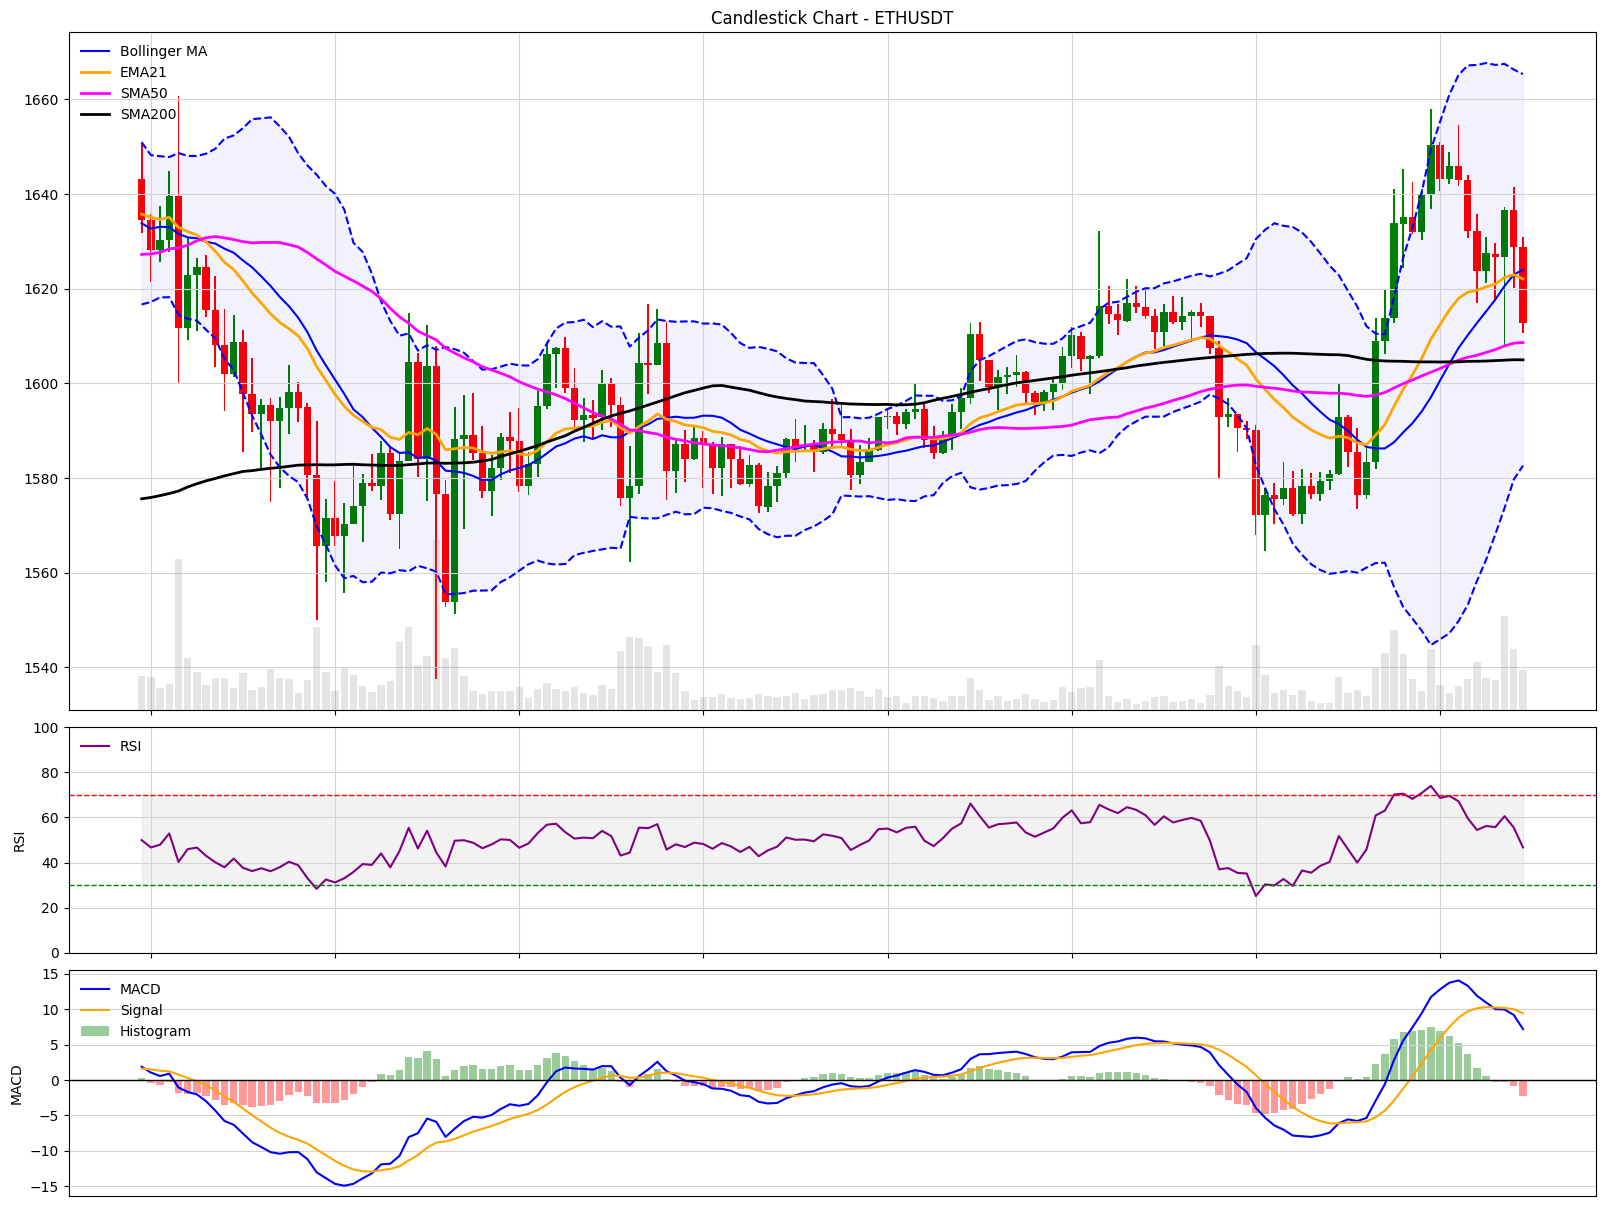 Candlestick Chart - ETHUSDT
Bollinger MA
EMA21
SMA50
SMA200
1660
1640
1620
1600
1580
1560
1540
RSI
100
80
60
40
20
0
RSI
MACD
Signal
Histogram
15
10
5
0
−5
−10
−15
MACD